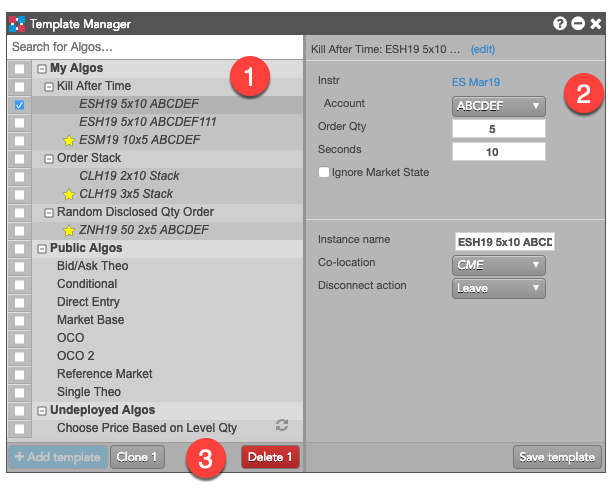 Template Manager
Search for Algos...
My Algos
Kill After Time
ESH19 5x10 ABCDEF
ESH19 5x10 ABCDEF111
ESM19 10x5 ABCDEF
Order Stack
CLH19 2x10 Stack
CLH19 3x5 Stack
Random Disclosed Qty Order
ZNH19 50 2x5 ABCDEF
Public Algos
Bid/Ask Theo
Conditional
Direct Entry
Market Base
OCO
OCO 2
Reference Market
Single Theo
Undeployed Algos
Choose Price Based on Level Qty
+ Add template
Clone 1
3
Delete 1
1
Kill After Time: ESH19 5x10 ... (edit)
Instr ES Mar19
2
Account ABCDEF
Order Qty 5
Seconds 10
Ignore Market State
Instance name ESH19 5x10 ABCD
Co-location CME
Disconnect action Leave
Save template